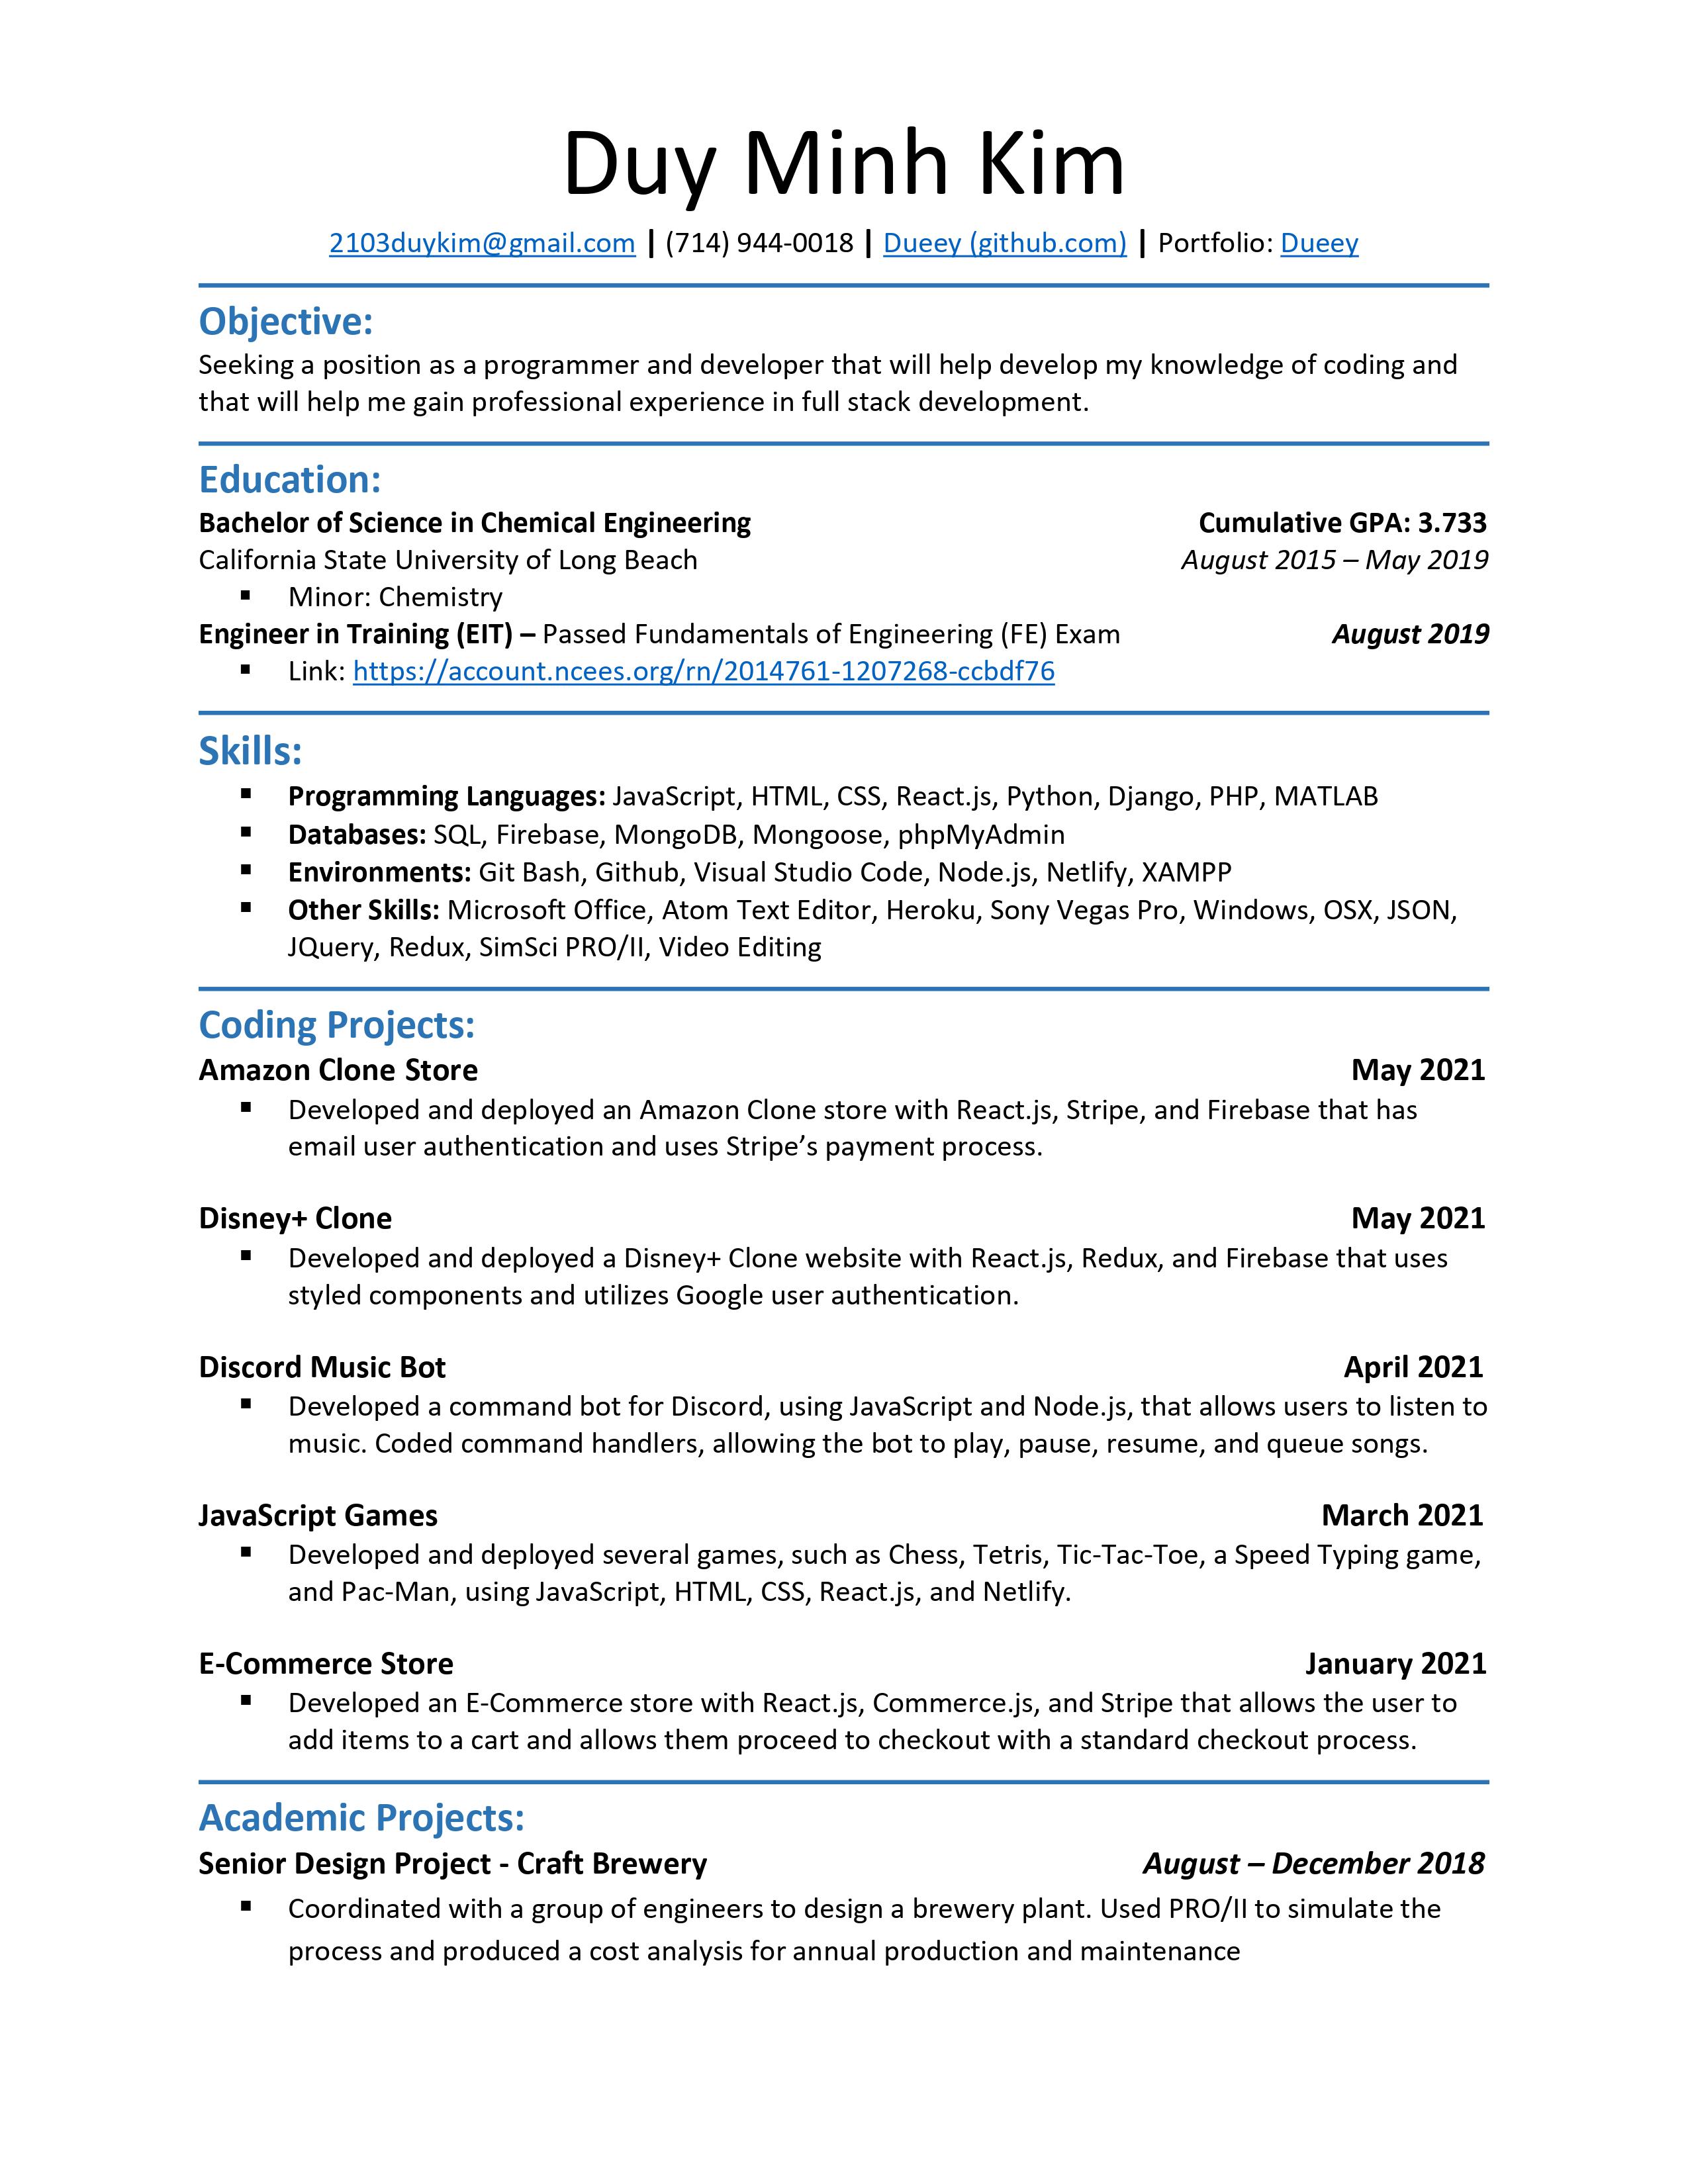 Duy Minh Kim
2103duykim@gmail.com | (714) 944-0018 | Dueey (github.com) | Portfolio: Dueey
Objective:
Seeking a position as a programmer and developer that will help develop my knowledge of coding and
that will help me gain professional experience in full stack development.
Education:
Bachelor of Science in Chemical Engineering Cumulative GPA: 3.733
California State University of Long Beach August 2015 – May 2019
▪ Minor: Chemistry
Engineer in Training (EIT) – Passed Fundamentals of Engineering (FE) Exam August 2019
▪ Link: https://account.ncees.org/rn/2014761-1207268-ccbdf76
Skills:
▪ Programming Languages: JavaScript, HTML, CSS, React.js, Python, Django, PHP, MATLAB
▪ Databases: SQL, Firebase, MongoDB, Mongoose, phpMyAdmin
▪ Environments: Git Bash, Github, Visual Studio Code, Node.js, Netlify, XAMPP
▪ Other Skills: Microsoft Office, Atom Text Editor, Heroku, Sony Vegas Pro, Windows, OSX, JSON,
JQuery, Redux, SimSci PRO/II, Video Editing
Coding Projects:
Amazon Clone Store May 2021
▪ Developed and deployed an Amazon Clone store with React.js, Stripe, and Firebase that has
email user authentication and uses Stripe’s payment process.
Disney+ Clone May 2021
▪ Developed and deployed a Disney+ Clone website with React.js, Redux, and Firebase that uses
styled components and utilizes Google user authentication.
Discord Music Bot April 2021
▪ Developed a command bot for Discord, using JavaScript and Node.js, that allows users to listen to
music. Coded command handlers, allowing the bot to play, pause, resume, and queue songs.
JavaScript Games March 2021
▪ Developed and deployed several games, such as Chess, Tetris, Tic-Tac-Toe, a Speed Typing game,
and Pac-Man, using JavaScript, HTML, CSS, React.js, and Netlify.
E-Commerce Store January 2021
▪ Developed an E-Commerce store with React.js, Commerce.js, and Stripe that allows the user to
add items to a cart and allows them proceed to checkout with a standard checkout process.
Academic Projects:
Senior Design Project - Craft Brewery August – December 2018
▪ Coordinated with a group of engineers to design a brewery plant. Used PRO/II to simulate the
process and produced a cost analysis for annual production and maintenance